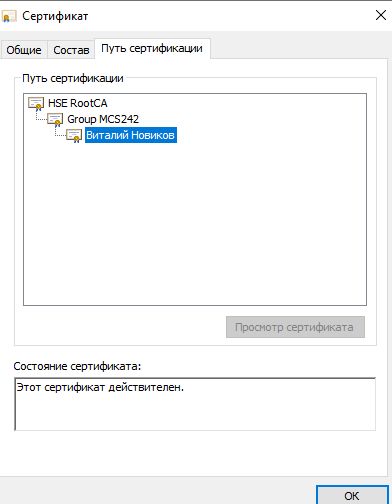 Сертификат
Общие Состав Путь сертификации
Путь сертификации
HSE RootCA
Group MCS242
Виталий Новиков
Просмотр сертификата
Состояние сертификата:
Этот сертификат действителен.
ОК